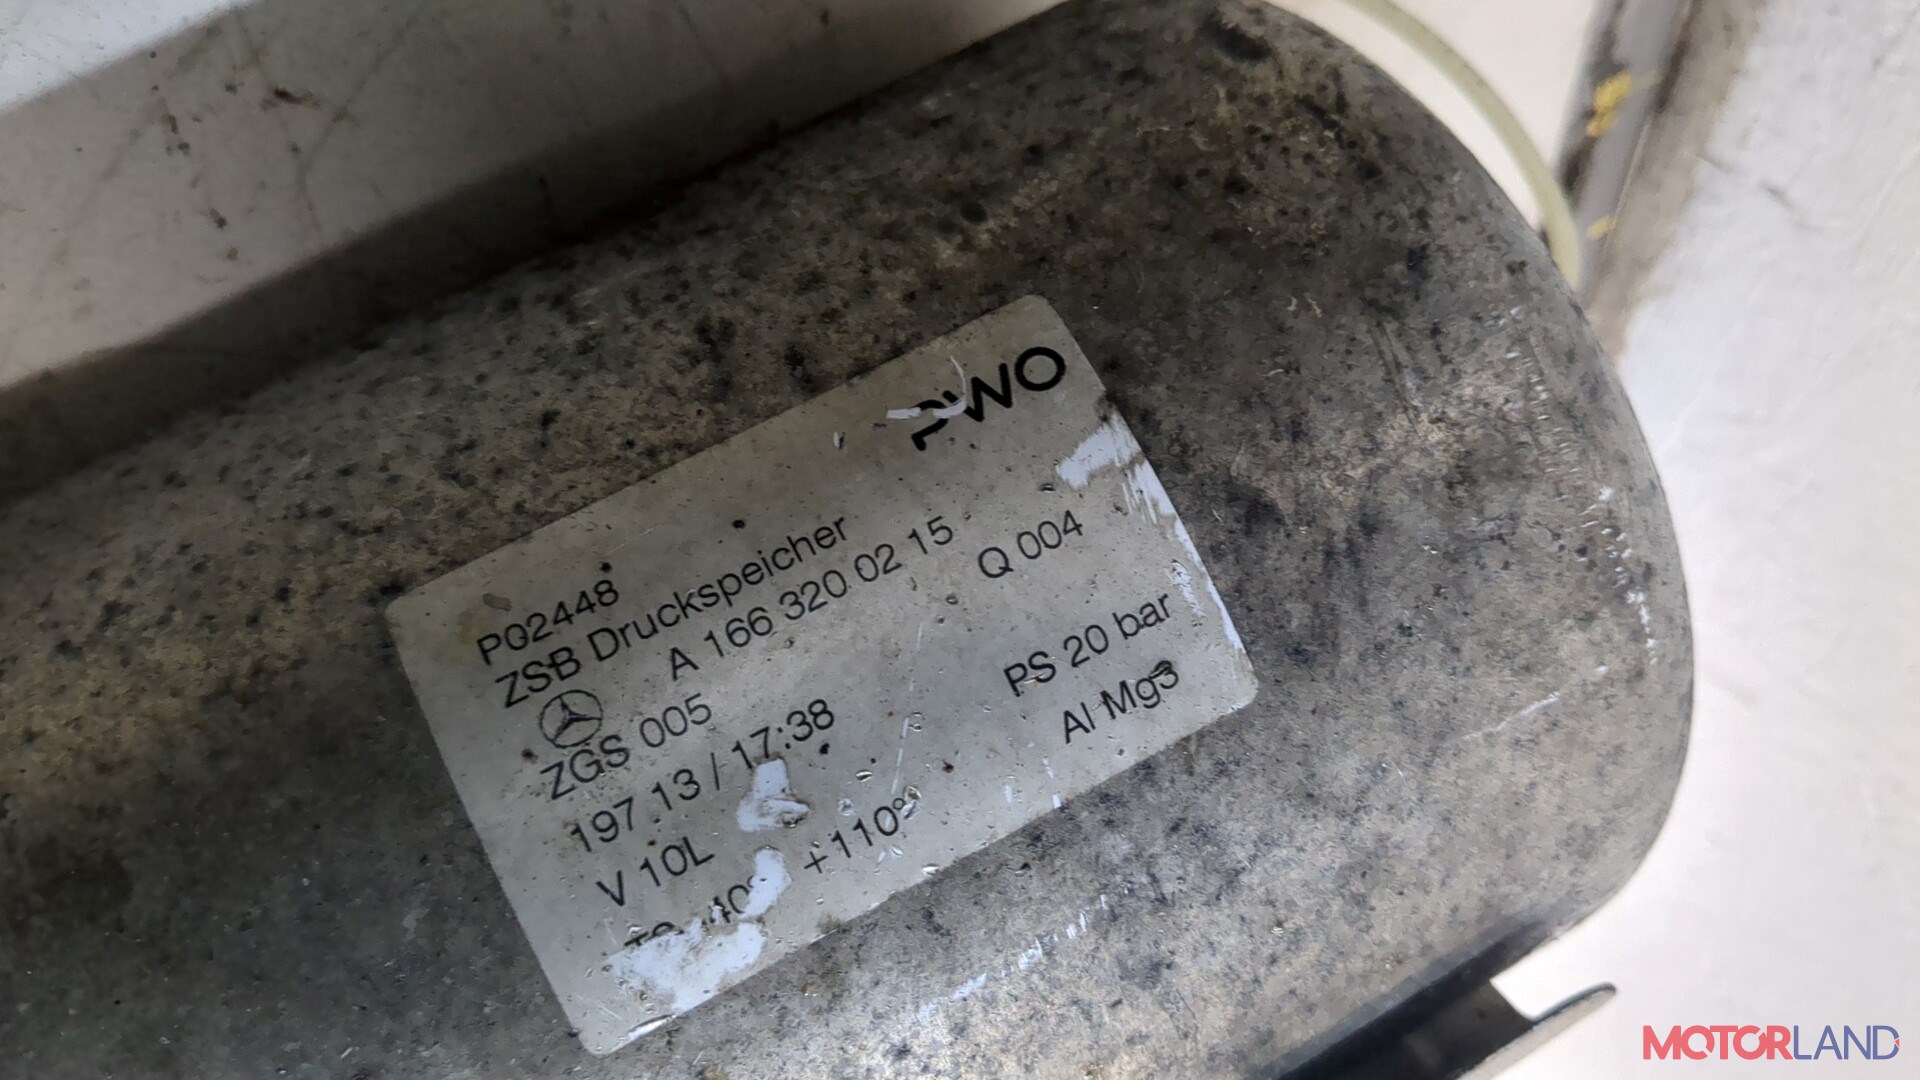 PWO
P02448
ZSB Druckspeicher
A 166 320 02 15
ZGS 005
Q 004
197.13 / 17:38
PS 20 bar
V 10L
Al Mg3
+110°
MOTORLAND